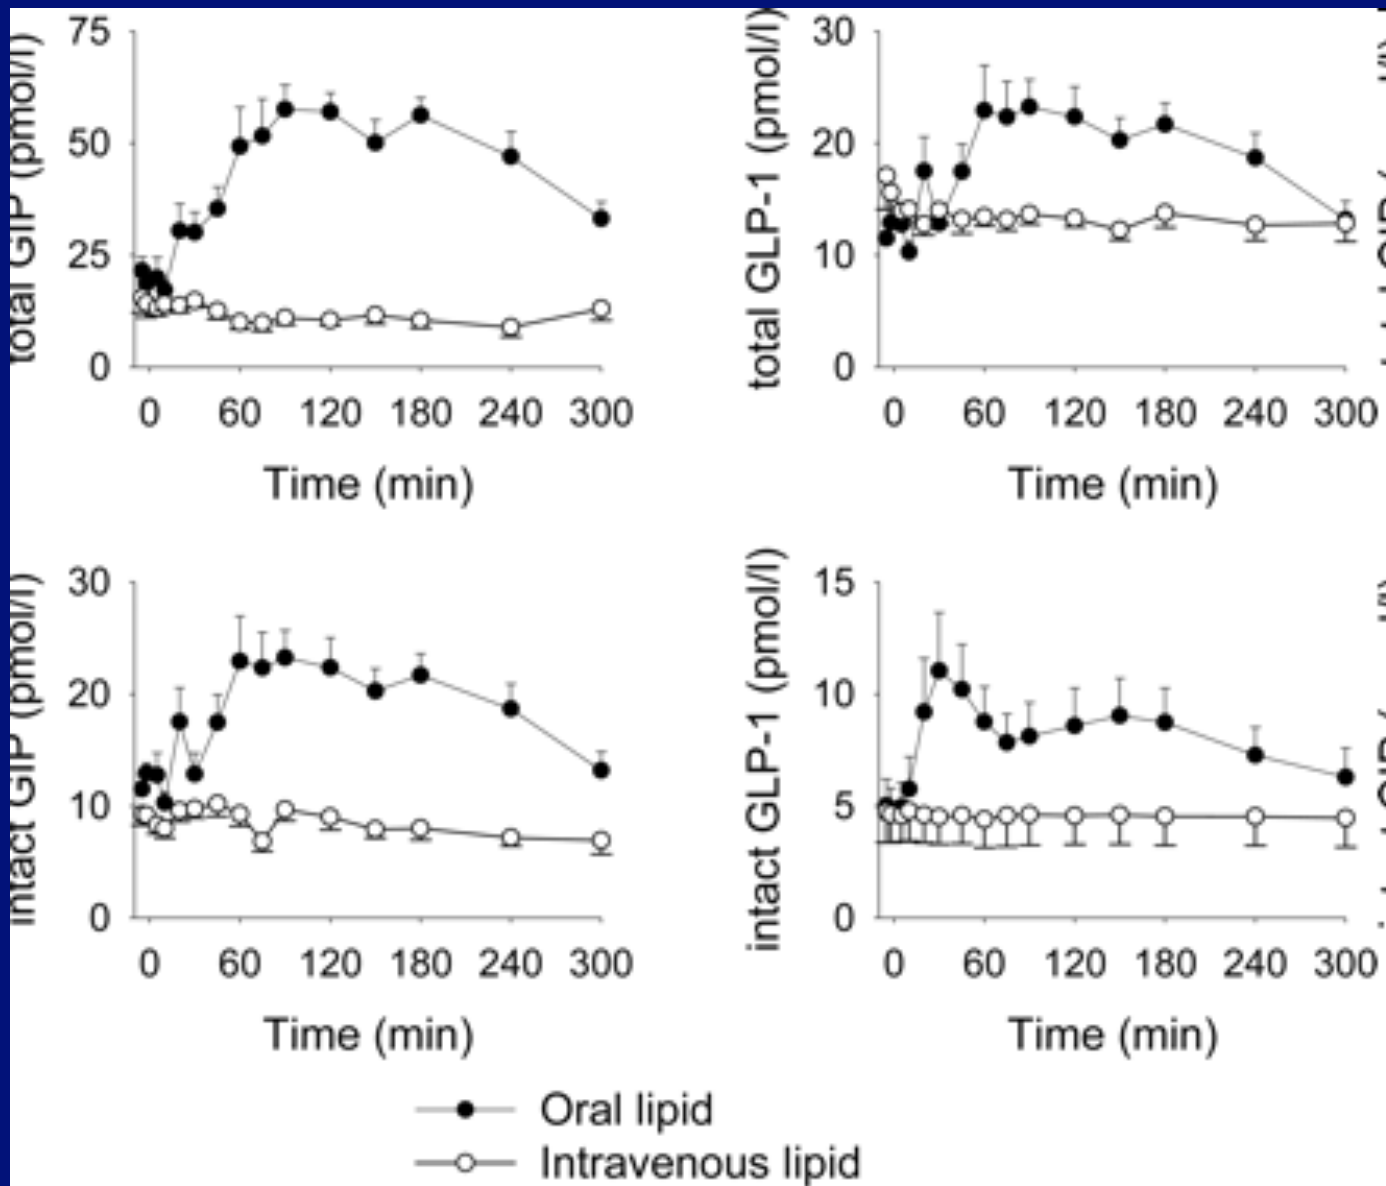 total GIP (pmol/l)
75
50
25
0
0 60 120 180 240 300
Time (min)
total GLP-1 (pmol/l)
30
20
10
0
0 60 120 180 240 300
Time (min)
intact GIP (pmol/l)
30
20
10
0
0 60 120 180 240 300
Time (min)
intact GLP-1 (pmol/l)
15
10
5
0
0 60 120 180 240 300
Time (min)
Oral lipid
Intravenous lipid